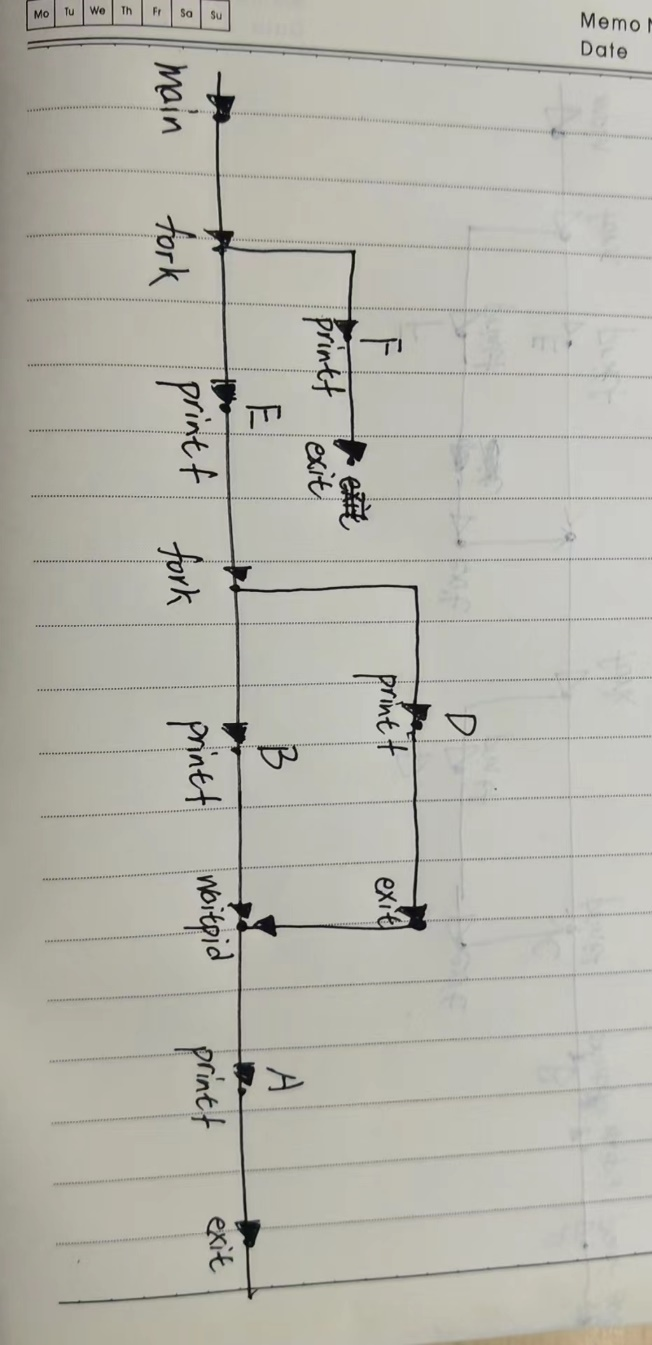 Mo Tu We Th Fr Sa Su
Memo
Date
main
fork
F
printf
exit
E
printf
fork
D
printf
exit
B
printf
waitpid
A
printf
exit